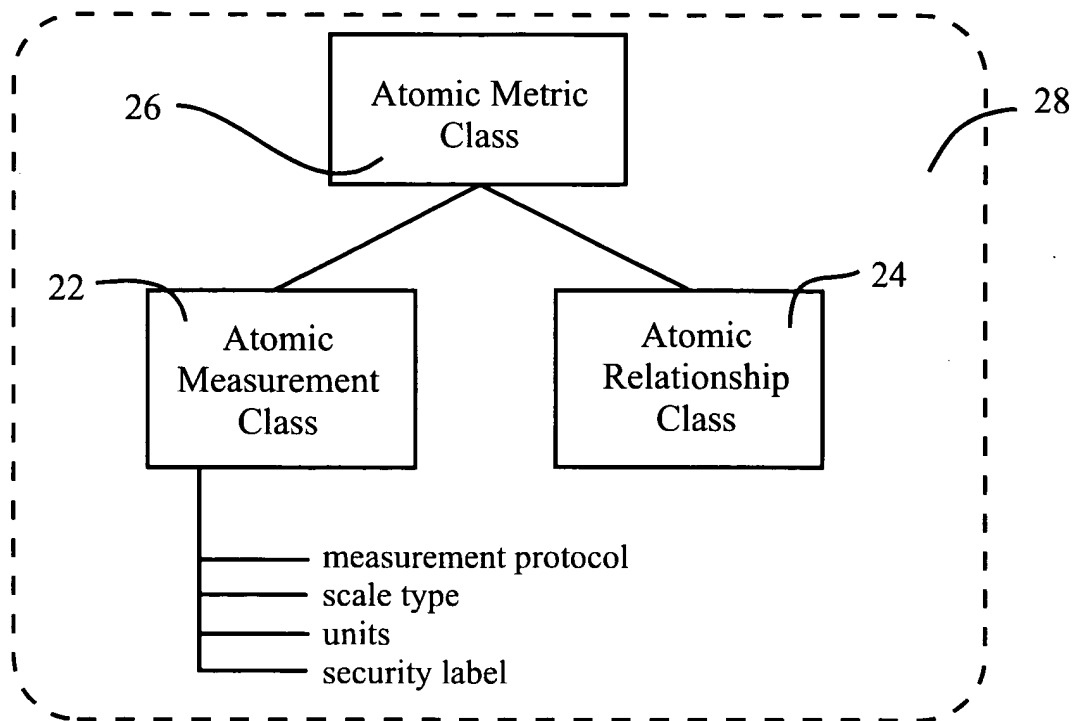 Atomic Metric
Class
26
28
22
24
Atomic
Measurement
Class
Atomic
Relationship
Class
measurement protocol
scale type
units
security label